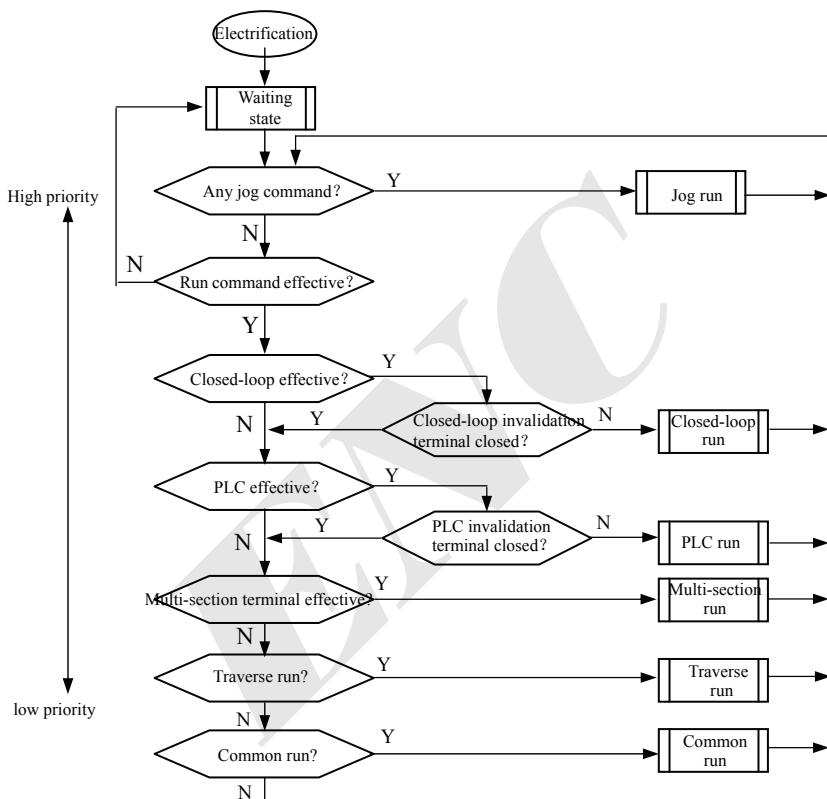 Electrification
Waiting
state
Any jog command?
Y
Jog run
High priority
N
N
Run command effective?
Y
Closed-loop effective?
Y
N
Y
Closed-loop invalidation
terminal closed?
N
Closed-loop
run
PLC effective?
Y
N
Y
PLC invalidation
terminal closed?
N
PLC run
Multi-section terminal effective?
Y
Multi-section
run
N
Traverse run?
Y
Traverse
run
low priority
N
Common run?
Y
Common
run
N
ENC